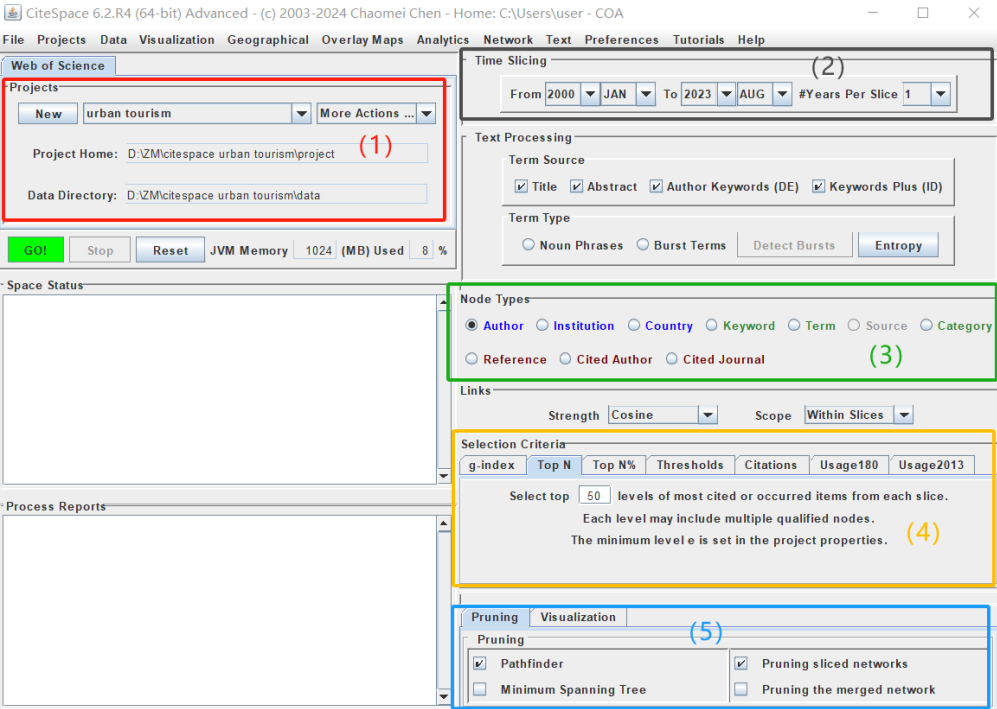 CiteSpace 6.2.R4 (64-bit) Advanced - (c) 2003-2024 Chaomei Chen - Home: C:\Users\user - COA
File Projects Data Visualization Geographical Overlay Maps Analytics Network Text Preferences Tutorials Help
Web of Science
Projects
New urban tourism More Actions ...
(1)
Project Home: D:\ZM\citespace urban tourism\project
Data Directory: D:\ZM\citespace urban tourism\data
GO! Stop Reset JVM Memory 1024 (MB) Used 8 %
Space Status
Process Reports
Time Slicing
(2)
From 2000 JAN To 2023 AUG #Years Per Slice 1
Text Processing
Term Source
Title Abstract Author Keywords (DE) Keywords Plus (ID)
Term Type
Noun Phrases Burst Terms Detect Bursts Entropy
Node Types
Author Institution Country Keyword Term Source Category
Reference Cited Author Cited Journal
(3)
Links
Strength Cosine Scope Within Slices
Selection Criteria
g-index Top N Top N% Thresholds Citations Usage180 Usage2013
Select top 50 levels of most cited or occurred items from each slice.
Each level may include multiple qualified nodes.
The minimum level e is set in the project properties.
(4)
Pruning Visualization
(5)
Pruning
Pathfinder Pruning sliced networks
Minimum Spanning Tree Pruning the merged network